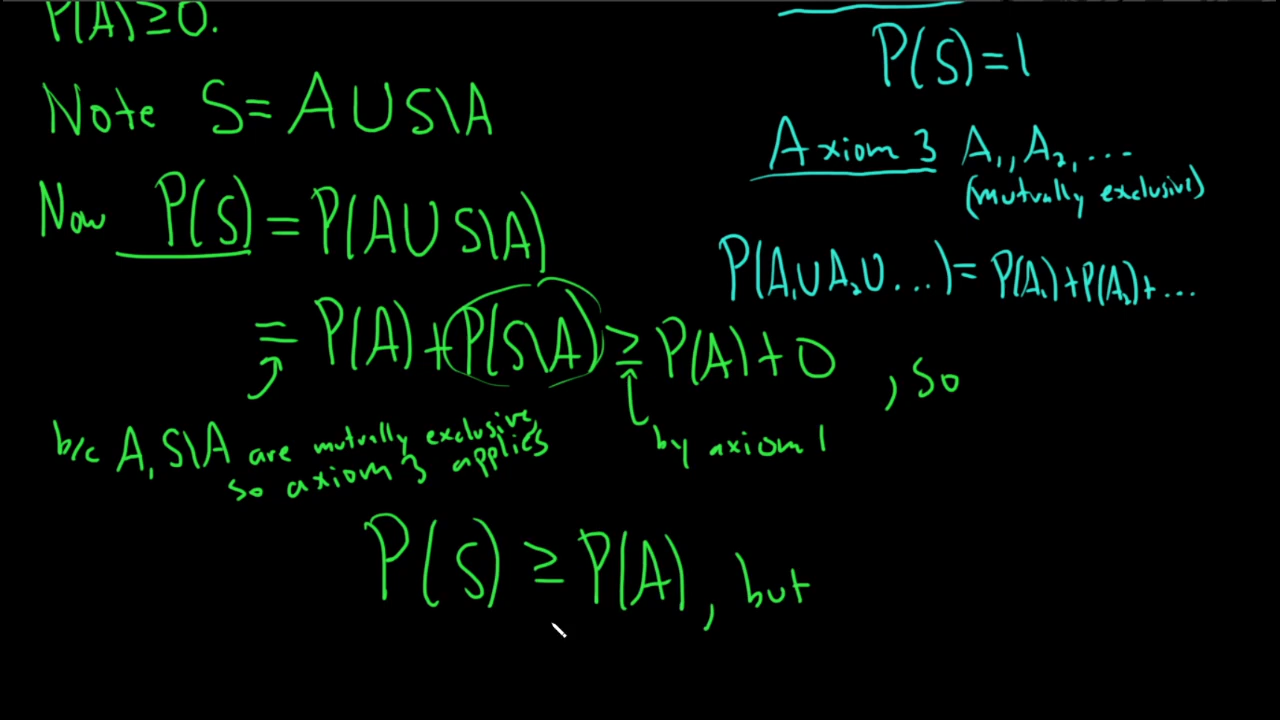 P(A)≥0.
Note S=A∪S\A
Now P(S)=P(A∪S\A)
=P(A)+P(S\A)≥P(A)+0, so
by axiom 1
b/c A, S\A are mutually exclusive,
so axiom 3 applies
P(S)≥P(A), but
P(S)=1
Axiom 3 A₁, A₂, ...
(mutually exclusive)
P(A₁∪A₂∪...)=P(A₁)+P(A₂)+...